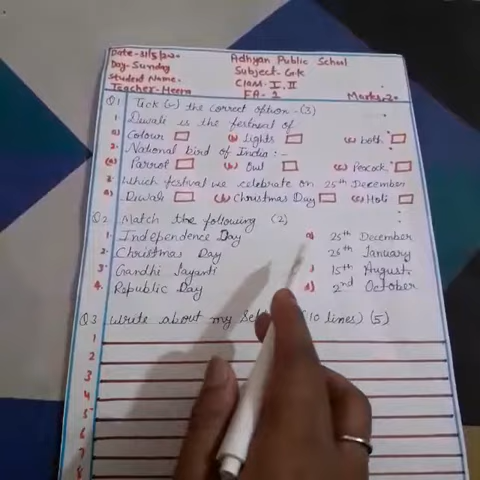 Date-31/5/20
Adhyan Public School
Day-Sunday
Subject-G.K
Student Name-
Class-I, II
Teacher-Heena
FA-1
Marks
Q1 Tick (✓) the correct option-(3)
1. Diwali is the festival of
a) Colour
(b) Lights
(c) both
2. National bird of India :-
(a) Parrot
(b) Owl
(c) Peacock
3. Which festival we celebrate on 25th December
a) Diwali
(b) Christmas Day
(c) Holi
Q2 Match the following (2)
1. Independence Day
a) 25th December
2. Christmas Day
26th January
3. Gandhi Jayanti
15th August
4. Republic Day
d) 2nd October
Q3 Write about my Self (10 lines) (5)
1
2
3
4
5
6
7
8